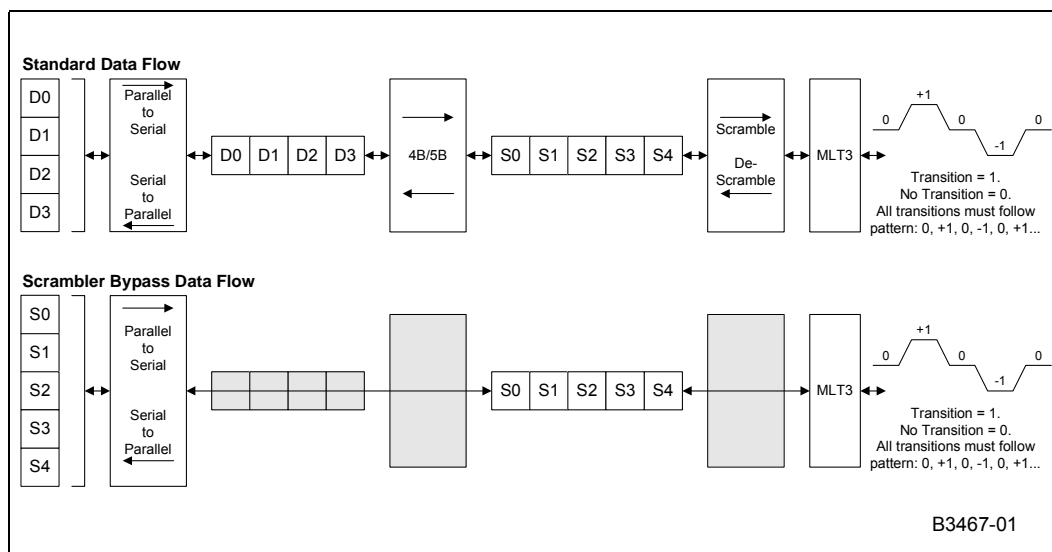 Standard Data Flow
D0
D1
D2
D3
Parallel
to
Serial
Serial
to
Parallel
D0 D1 D2 D3
4B/5B
S0 S1 S2 S3 S4
Scramble
De-
Scramble
MLT3
0 +1 0 -1 0
Transition = 1.
No Transition = 0.
All transitions must follow
pattern: 0, +1, 0, -1, 0, +1...
Scrambler Bypass Data Flow
S0
S1
S2
S3
S4
Parallel
to
Serial
Serial
to
Parallel
S0 S1 S2 S3 S4
MLT3
0 +1 0 -1 0
Transition = 1.
No Transition = 0.
All transitions must follow
pattern: 0, +1, 0, -1, 0, +1...
B3467-01